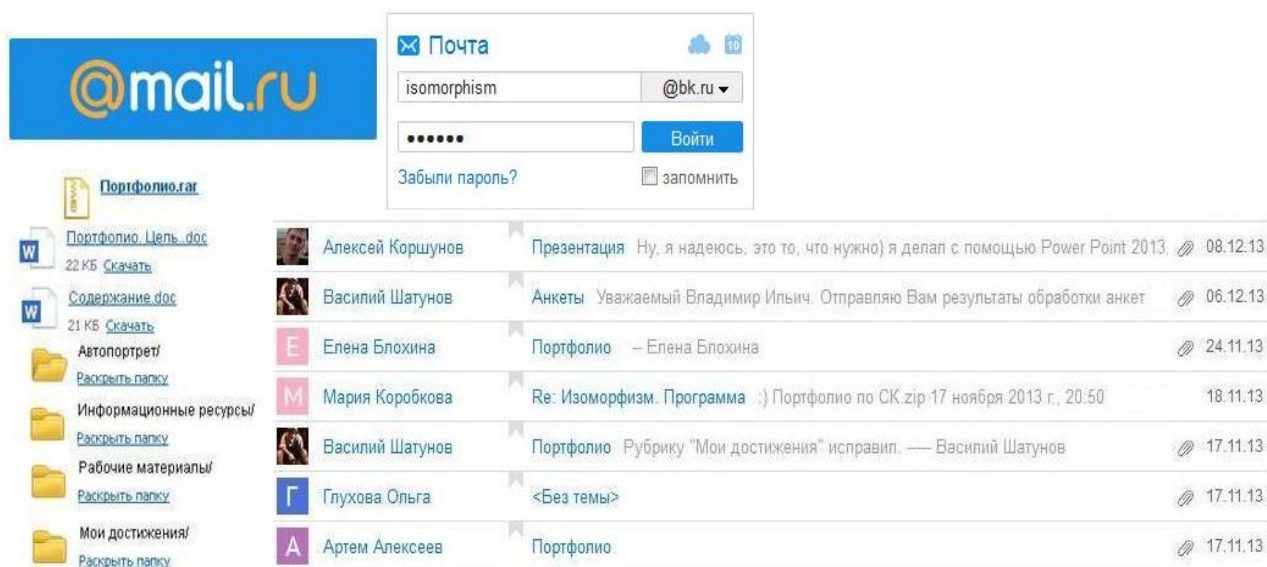 @mail.ru
Почта
10
isomorphism @bk.ru
••••••
Войти
Забыли пароль? запомнить
Портфолио.rar
Портфолио. Цель..doc
22 КБ Скачать
Содержание.doc
21 КБ Скачать
Автопортрет/
Раскрыть папку
Информационные ресурсы/
Раскрыть папку
Рабочие материалы/
Раскрыть папку
Мои достижения/
Раскрыть папку
Алексей Коршунов Презентация Ну, я надеюсь, это то, что нужно) я делал с помощью Power Point 2013, 08.12.13
Василий Шатунов Анкеты Уважаемый Владимир Ильич. Отправляю Вам результаты обработки анкет 06.12.13
Е Елена Блохина Портфолио -- Елена Блохина 24.11.13
М Мария Коробкова Re: Изоморфизм. Программа :) Портфолио по СК.zip 17 ноября 2013 г., 20:50 18.11.13
Василий Шатунов Портфолио Рубрику "Мои достижения" исправил. ---- Василий Шатунов 17.11.13
Г Глухова Ольга <Без темы> 17.11.13
А Артем Алексеев Портфолио 17.11.13